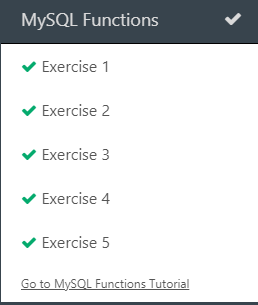 MySQL Functions
Exercise 1
Exercise 2
Exercise 3
Exercise 4
Exercise 5
Go to MySQL Functions Tutorial